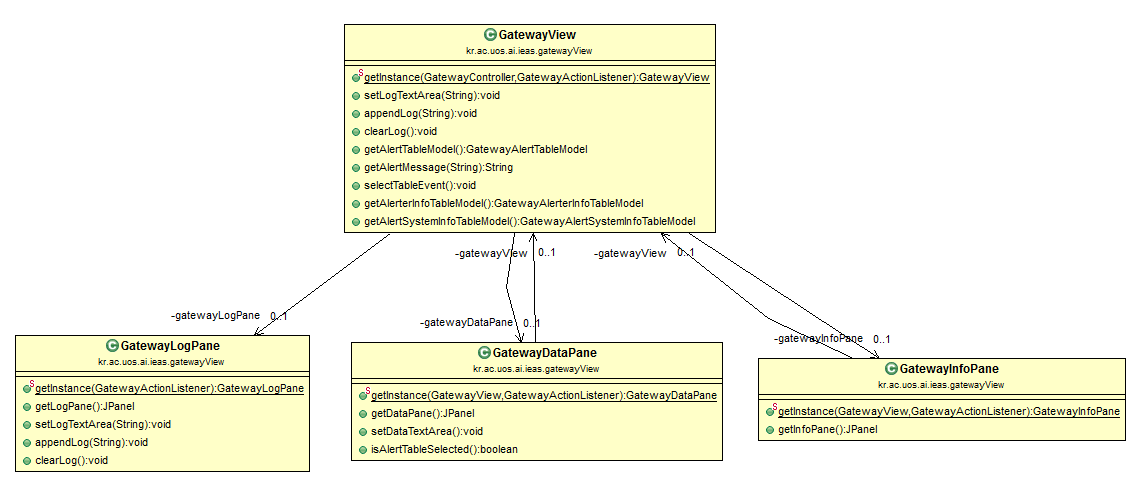 GatewayView
kr.ac.uos.ai.ieas.gatewayView
getInstance(GatewayController,GatewayActionListener):GatewayView
setLogTextArea(String):void
appendLog(String):void
clearLog():void
getAlertTableModel():GatewayAlertTableModel
getAlertMessage(String):String
selectTableEvent():void
getAlerterInfoTableModel():GatewayAlerterInfoTableModel
getAlertSystemInfoTableModel():GatewayAlertSystemInfoTableModel
-gatewayView 0..1
-gatewayView 0..1
-gatewayLogPane 0..1
-gatewayDataPane 0..1
-gatewayInfoPane 0..1
GatewayLogPane
kr.ac.uos.ai.ieas.gatewayView
getInstance(GatewayActionListener):GatewayLogPane
getLogPane():JPanel
setLogTextArea(String):void
appendLog(String):void
clearLog():void
GatewayDataPane
kr.ac.uos.ai.ieas.gatewayView
getInstance(GatewayView,GatewayActionListener):GatewayDataPane
getDataPane():JPanel
setDataTextArea():void
isAlertTableSelected():boolean
GatewayInfoPane
kr.ac.uos.ai.ieas.gatewayView
getInstance(GatewayView,GatewayActionListener):GatewayInfoPane
getInfoPane():JPanel